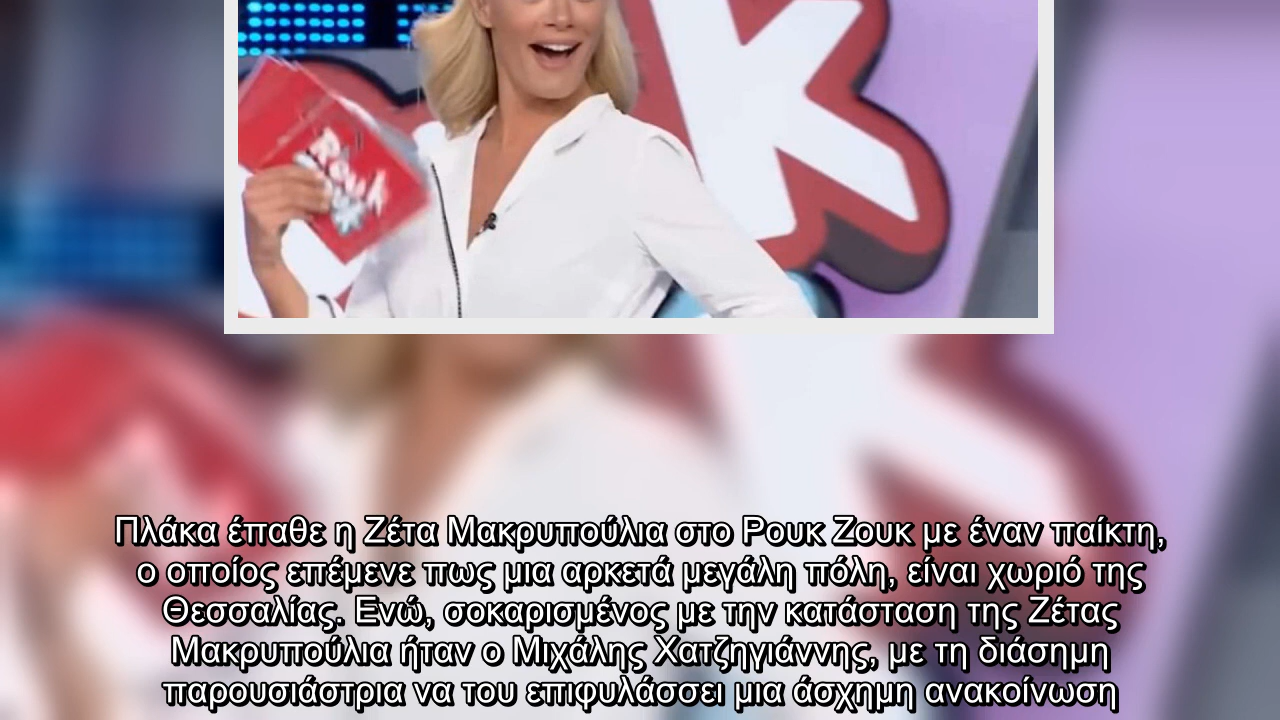 Rouk
Zouk
K
Πλάκα έπαθε η Ζέτα Μακρυπούλια στο Ρουκ Ζουκ με έναν παίκτη,
ο οποίος επέμενε πως μια αρκετά μεγάλη πόλη, είναι χωριό της
Θεσσαλίας. Ενώ, σοκαρισμένος με την κατάσταση της Ζέτας
Μακρυπούλια ήταν ο Μιχάλης Χατζηγιάννης, με τη διάσημη
παρουσιάστρια να του επιφυλάσσει μια άσχημη ανακοίνωση